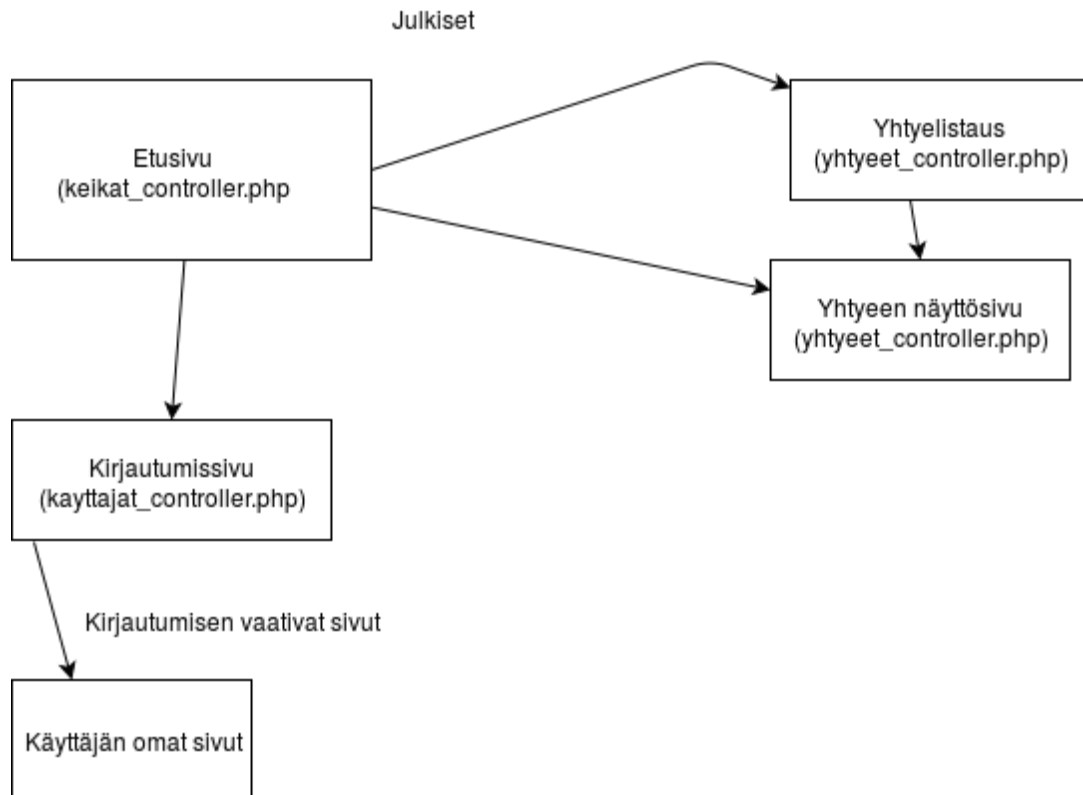 Julkiset
Etusivu
(keikat_controller.php
Yhtyelistaus
(yhtyeet_controller.php)
Yhtyeen näyttösivu
(yhtyeet_controller.php)
Kirjautumissivu
(kayttajat_controller.php)
Kirjautumisen vaativat sivut
Käyttäjän omat sivut